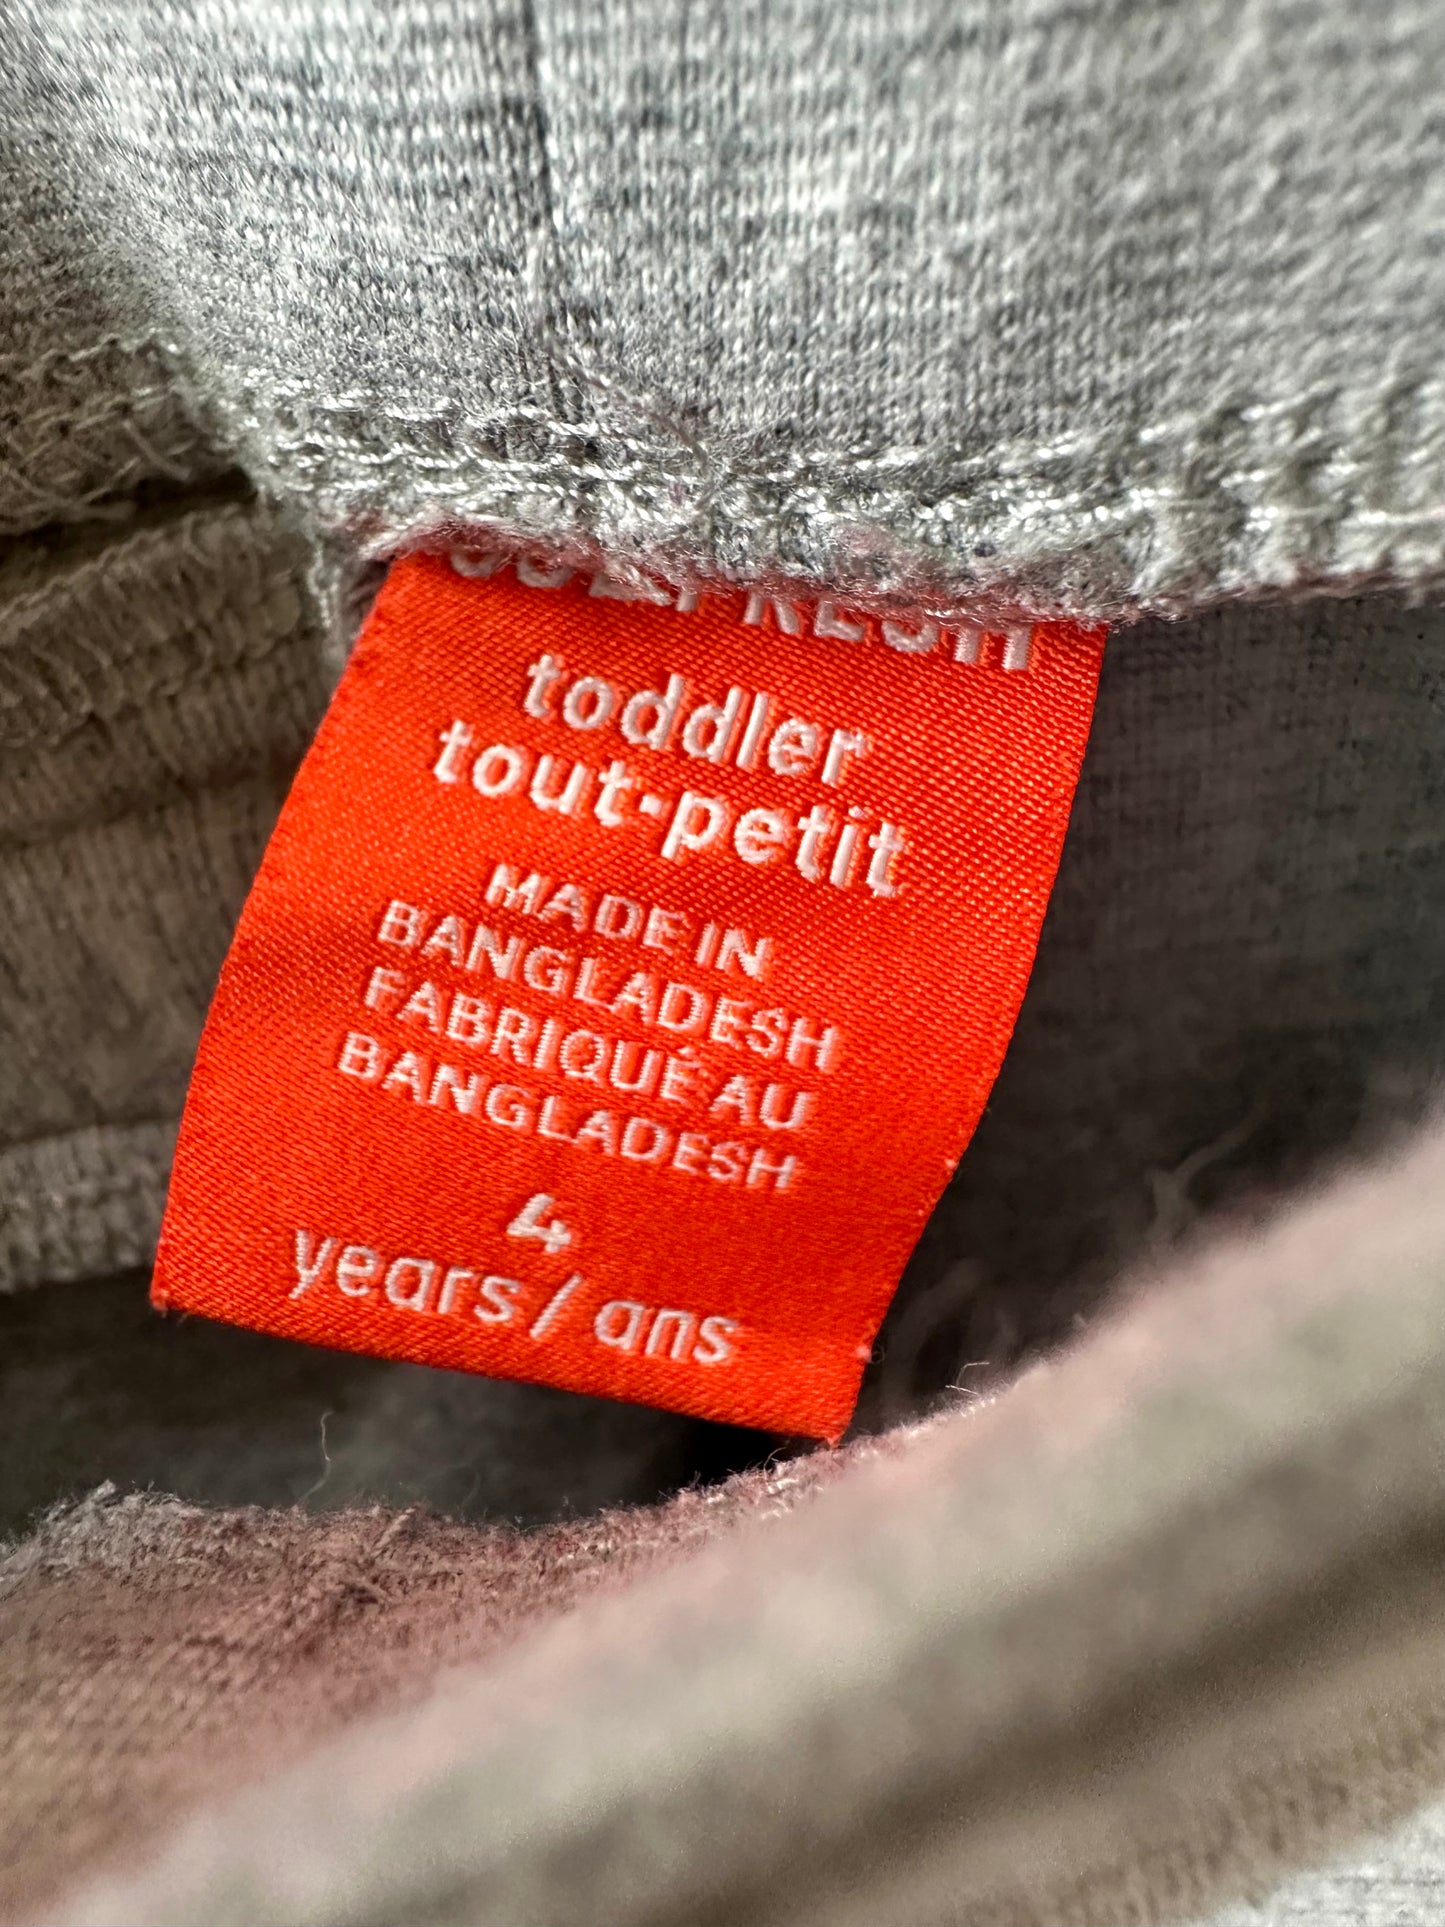 toddler
tout-petit
MADE IN
BANGLADESH
FABRIQUÉ AU
BANGLADESH
4
years/ans